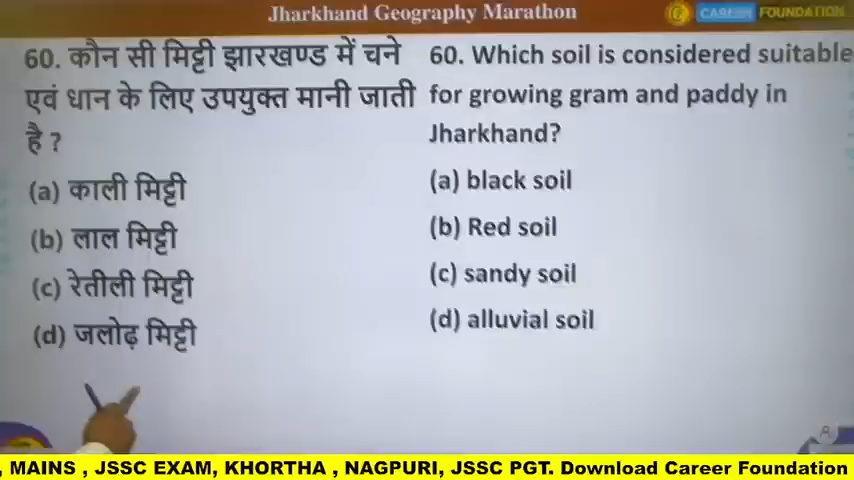 Jharkhand Geography Marathon
CAREER FOUNDATION
60. कौन सी मिट्टी झारखण्ड में चने
एवं धान के लिए उपयुक्त मानी जाती
है ?
(a) काली मिट्टी
(b) लाल मिट्टी
(c) रेतीली मिट्टी
(d) जलोढ़ मिट्टी
60. Which soil is considered suitable
for growing gram and paddy in
Jharkhand?
(a) black soil
(b) Red soil
(c) sandy soil
(d) alluvial soil
, MAINS , JSSC EXAM, KHORTHA , NAGPURI, JSSC PGT. Download Career Foundation